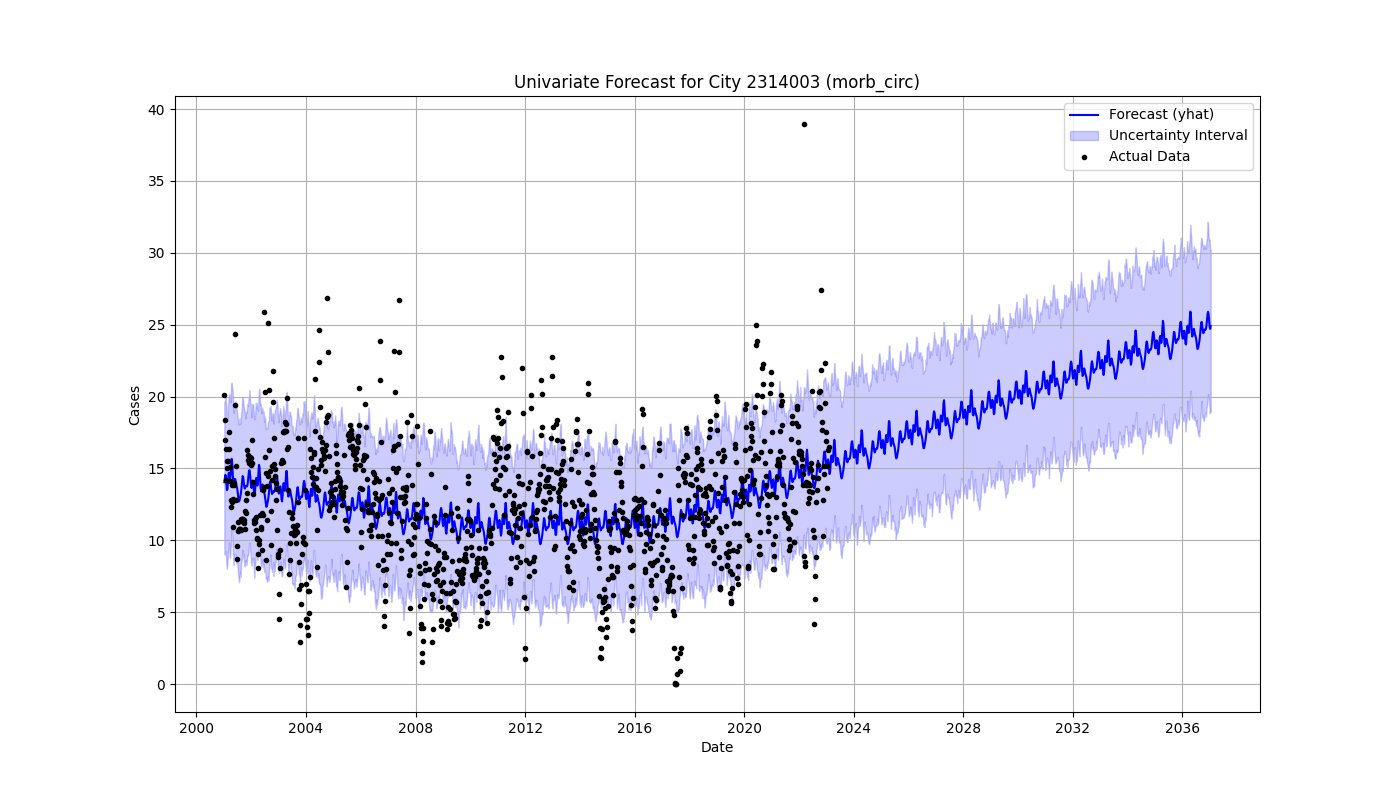 Univariate Forecast for City 2314003 (morb_circ)
Forecast (yhat)
Uncertainty Interval
Actual Data
Cases
40
35
30
25
20
15
10
5
0
2000 2004 2008 2012 2016 2020 2024 2028 2032 2036
Date